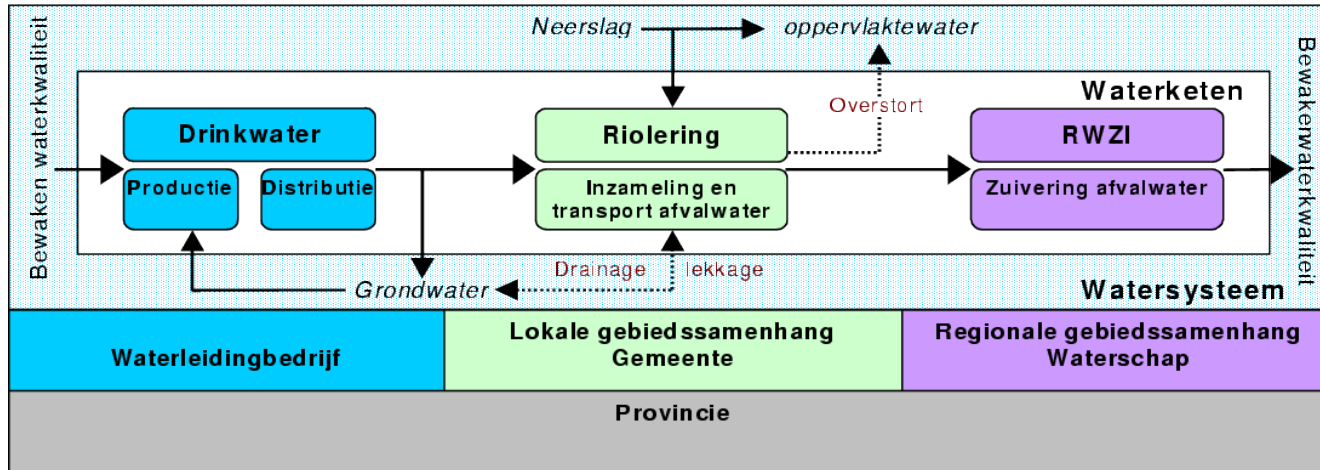 Neerslag
oppervlaktewater
Bewaken waterkwaliteit
Bewakenwaterkwaliteit
Waterketen
Overstort
Drinkwater
Riolering
RWZI
Productie
Distributie
Inzameling en
transport afvalwater
Zuivering afvalwater
Drainage
lekkage
Grondwater
Watersysteem
Waterleidingbedrijf
Lokale gebiedssamenhang
Gemeente
Regionale gebiedssamenhang
Waterschap
Provincie